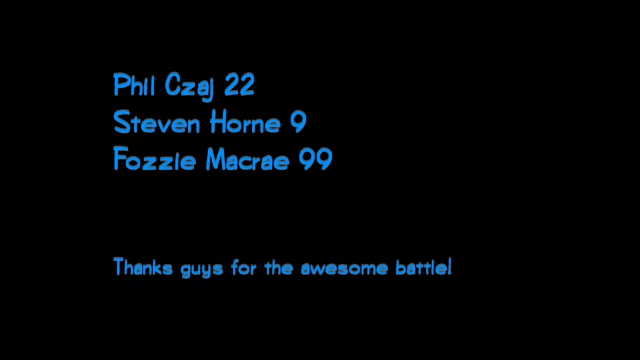 Phil Czaj 22
Steven Horne 9
Fozzie Macrae 99
Thanks guys for the awesome battle!